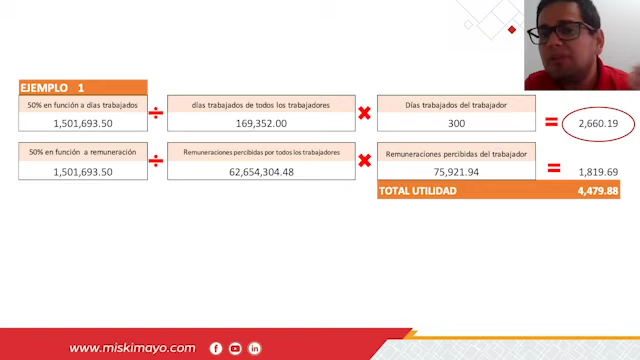 EJEMPLO 1
50% en función a días trabajados
días trabajados de todos los trabajadores
Días trabajados del trabajador
1,501,693.50
169,352.00
300
2,660.19
50% en función a remuneración
Remuneraciones percibidas por todos los trabajadores
Remuneraciones percibidas del trabajador
1,501,693.50
62,654,304.48
75,921.94
1,819.69
TOTAL UTILIDAD 4,479.88
www.miskimayo.com